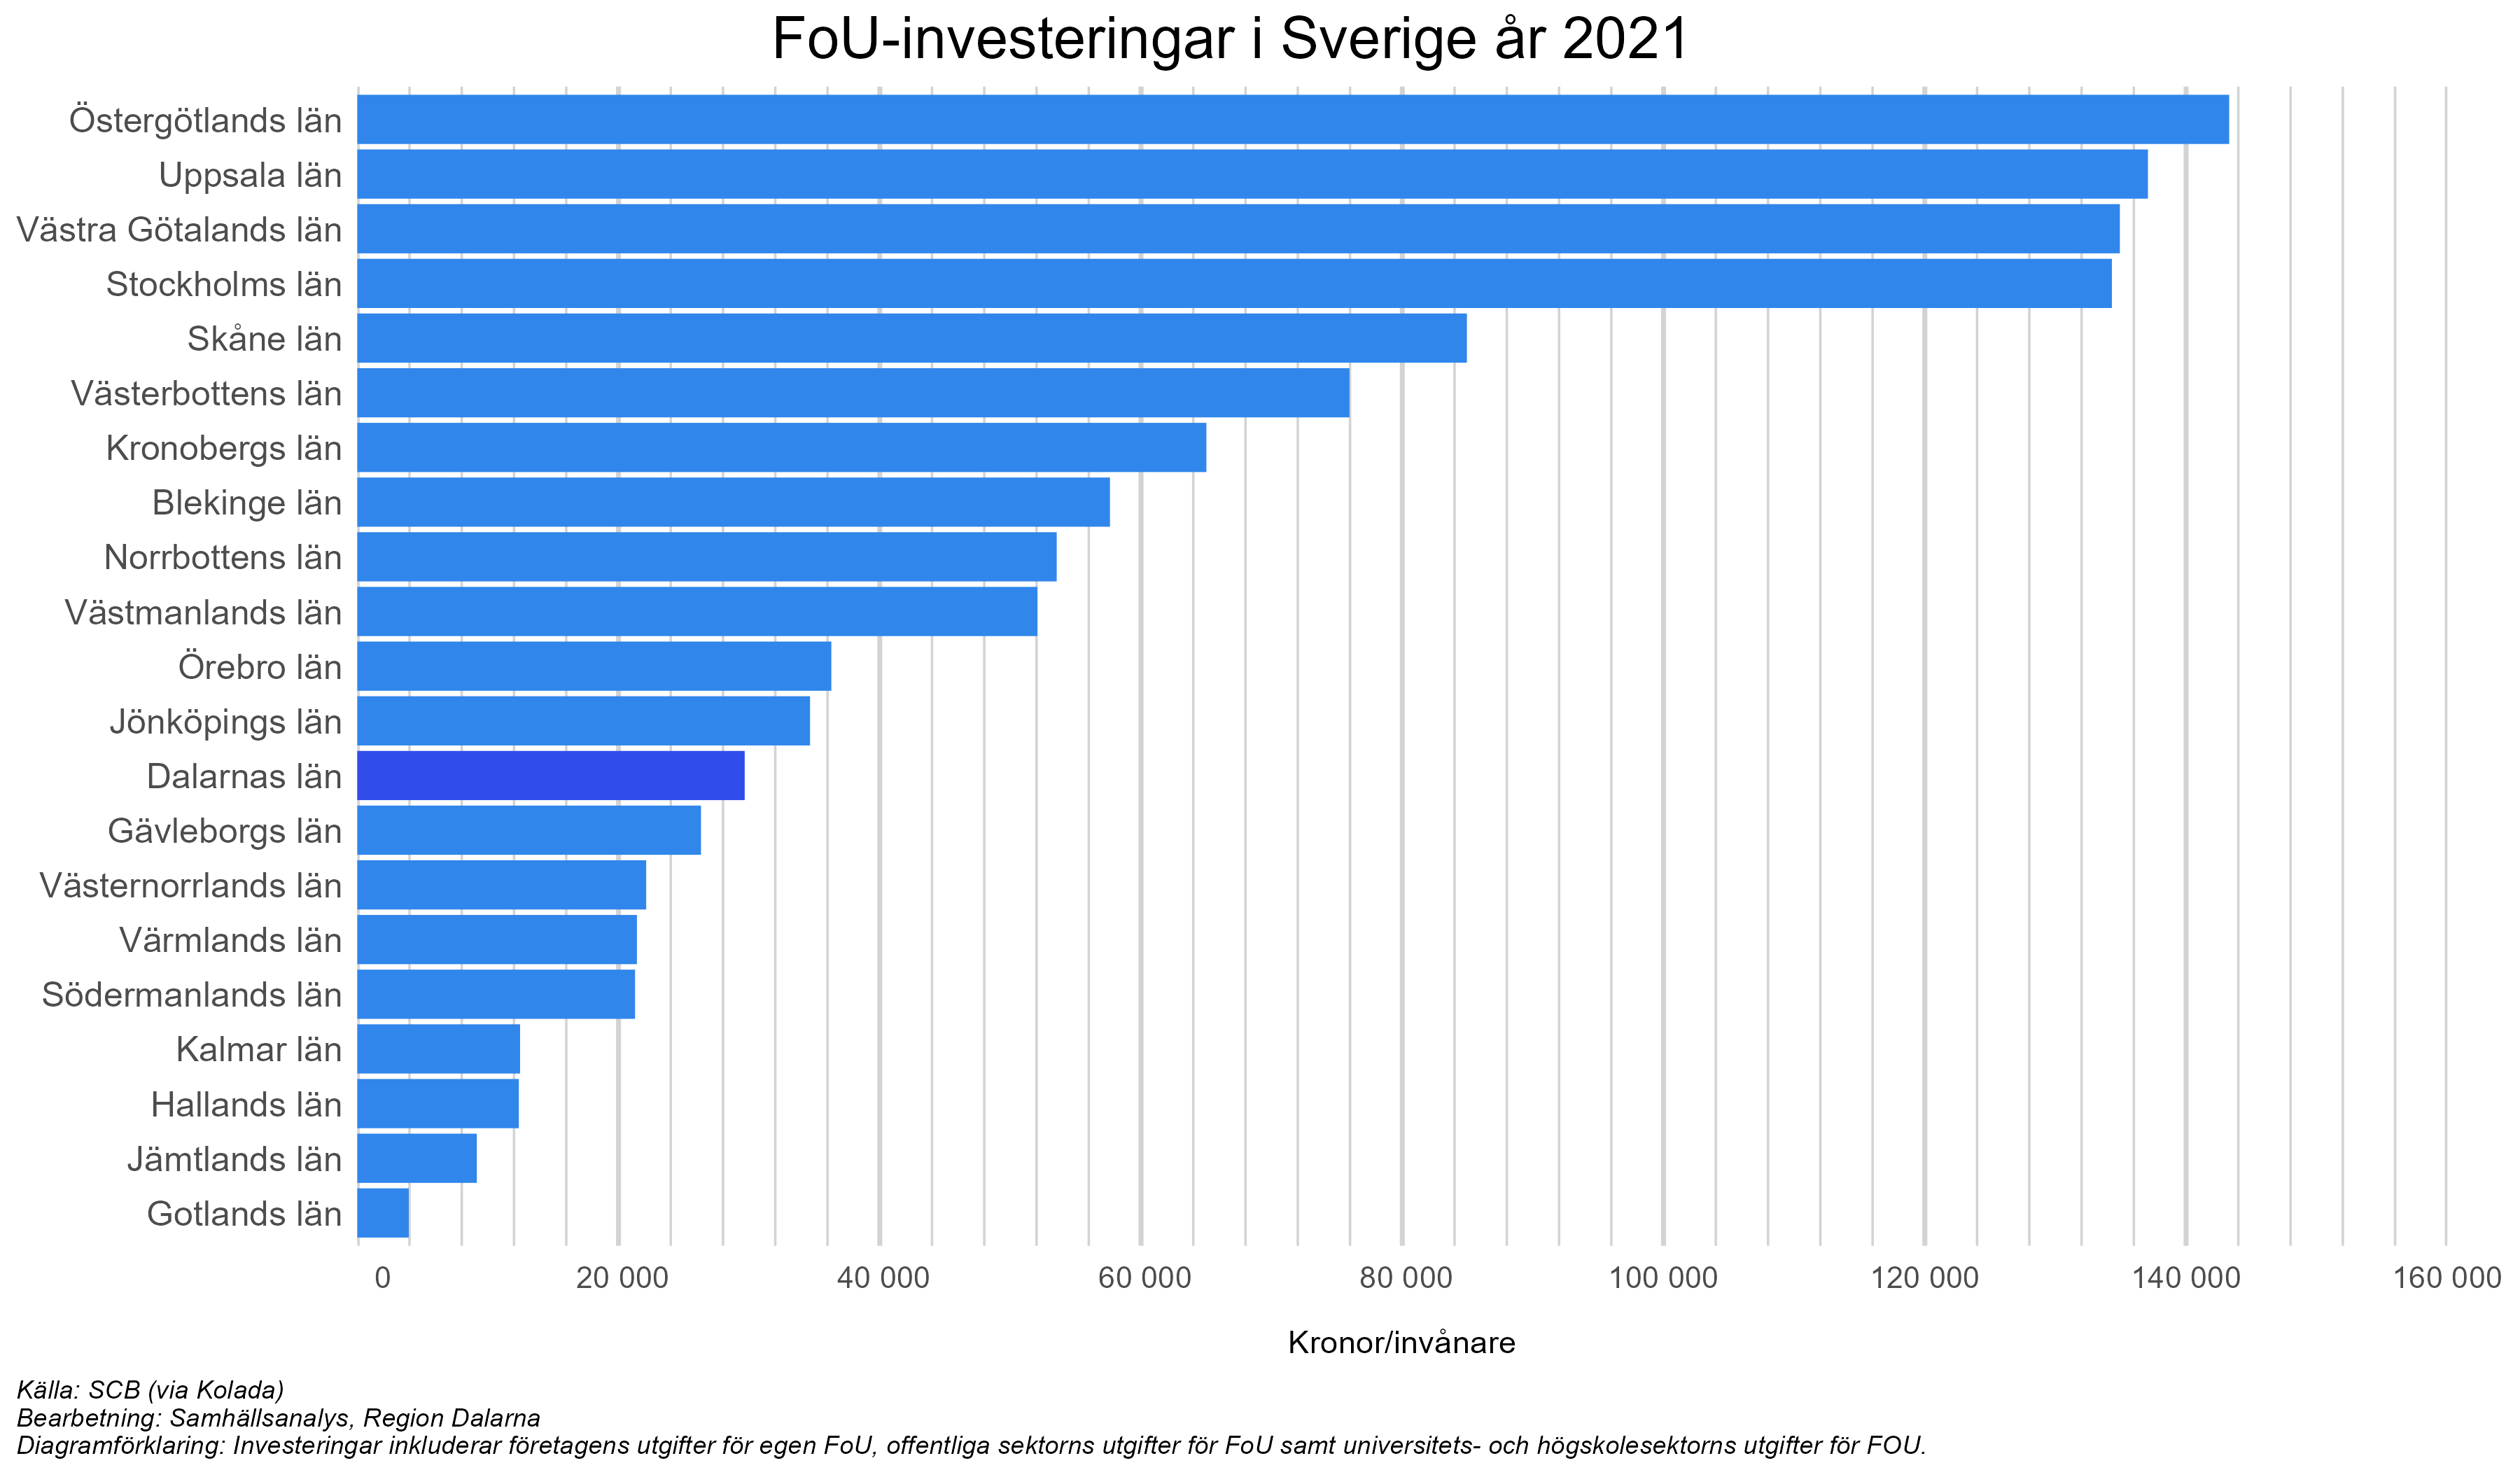 FoU-investeringar i Sverige år 2021
Östergötlands län
Uppsala län
Västra Götalands län
Stockholms län
Skåne län
Västerbottens län
Kronobergs län
Blekinge län
Norrbottens län
Västmanlands län
Örebro län
Jönköpings län
Dalarnas län
Gävleborgs län
Västernorrlands län
Värmlands län
Södermanlands län
Kalmar län
Hallands län
Jämtlands län
Gotlands län
0 20 000 40 000 60 000 80 000 100 000 120 000 140 000 160 000
Kronor/invånare
Källa: SCB (via Kolada)
Bearbetning: Samhällsanalys, Region Dalarna
Diagramförklaring: Investeringar inkluderar företagens utgifter för egen FoU, offentliga sektorns utgifter för FoU samt universitets- och högskolesektorns utgifter för FOU.